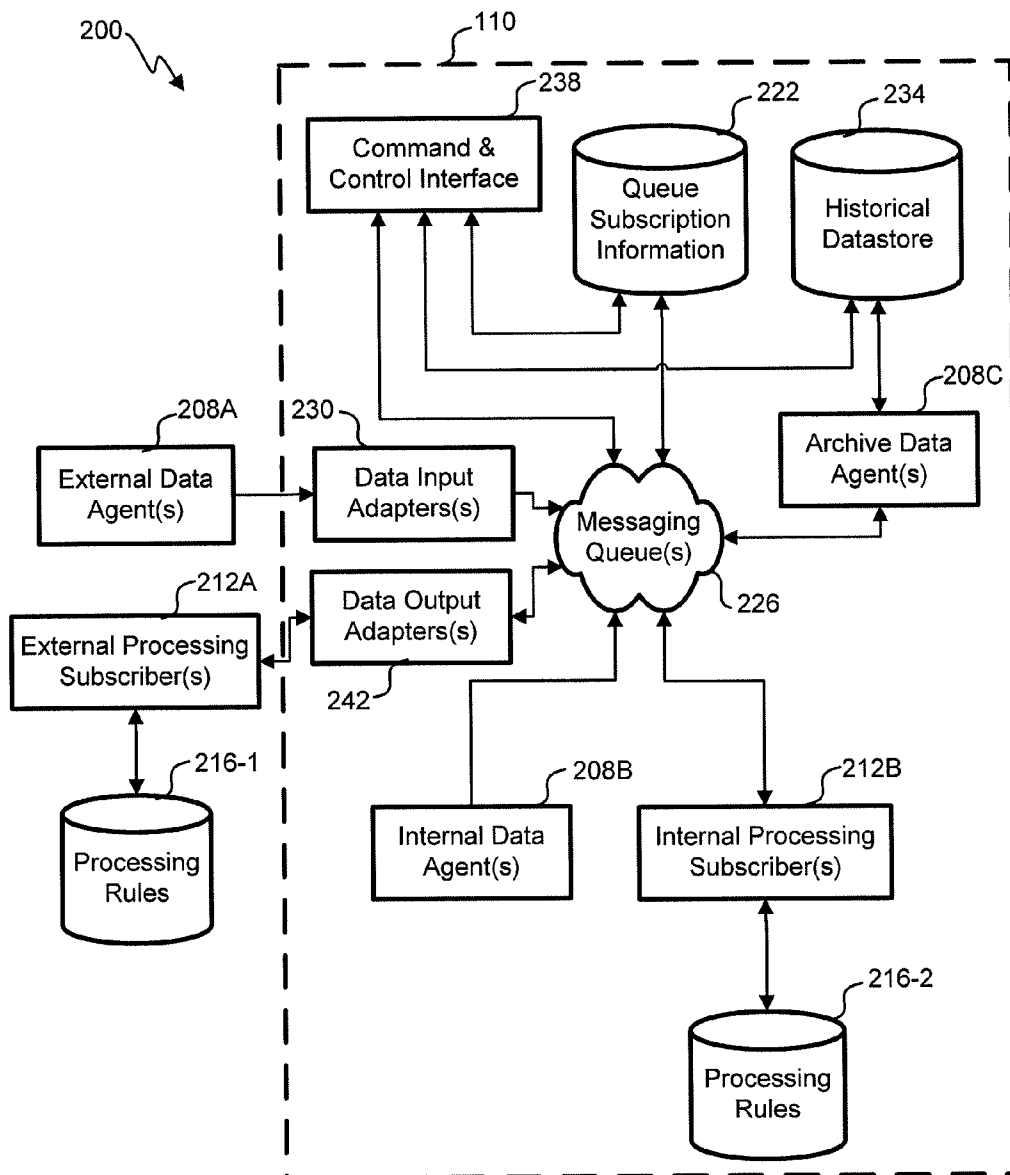 200
110
238
222
234
Command &
Control Interface
Queue
Subscription
Information
Historical
Datastore
208A
230
208C
External Data
Agent(s)
Data Input
Adapters(s)
Messaging
Queue(s)
Archive Data
Agent(s)
212A
226
External Processing
Subscriber(s)
Data Output
Adapters(s)
242
216-1
208B
212B
Processing
Rules
Internal Data
Agent(s)
Internal Processing
Subscriber(s)
216-2
Processing
Rules